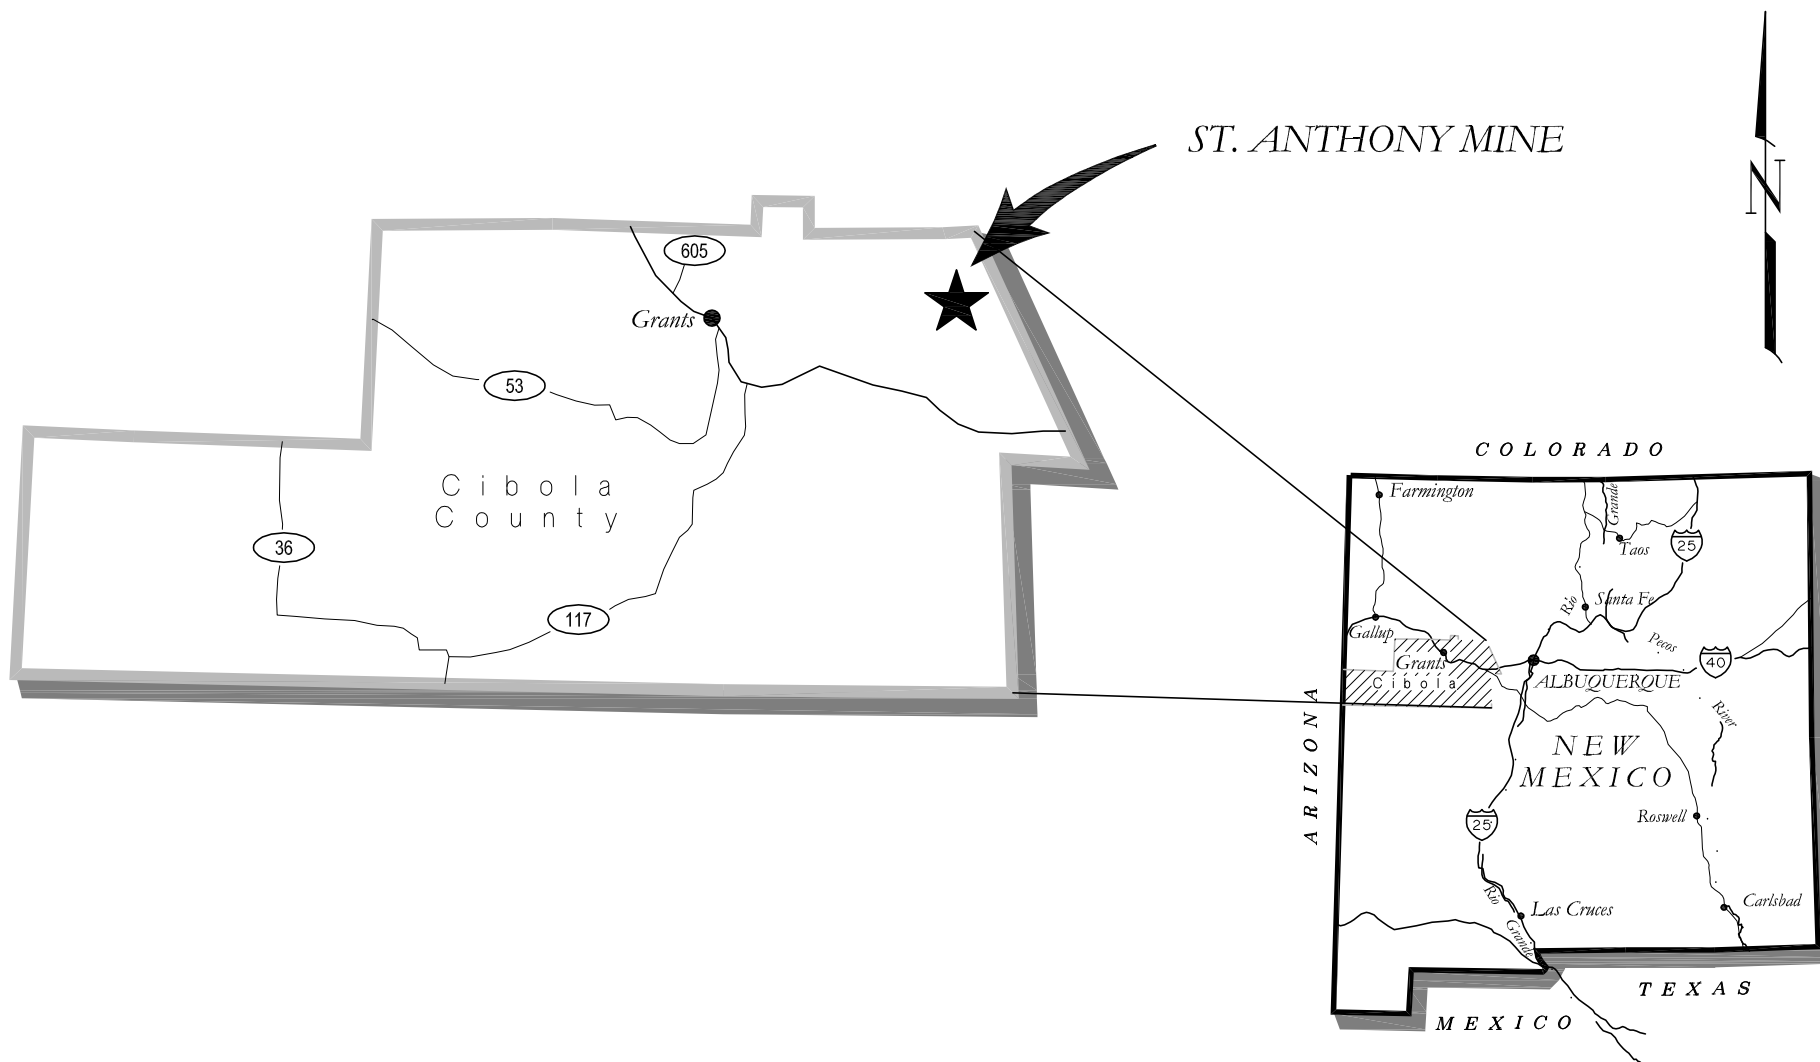 ST. ANTHONY MINE
N
605
Grants
53
Cibola
County
36
117
COLORADO
Farmington
Grande
Taos
25
Rio
Santa Fe
Gallup
Pecos
Grants
40
Cibola
ALBUQUERQUE
ARIZONA
River
NEW
MEXICO
Roswell
25
Rio
Las Cruces
Carlsbad
Grande
TEXAS
MEXICO